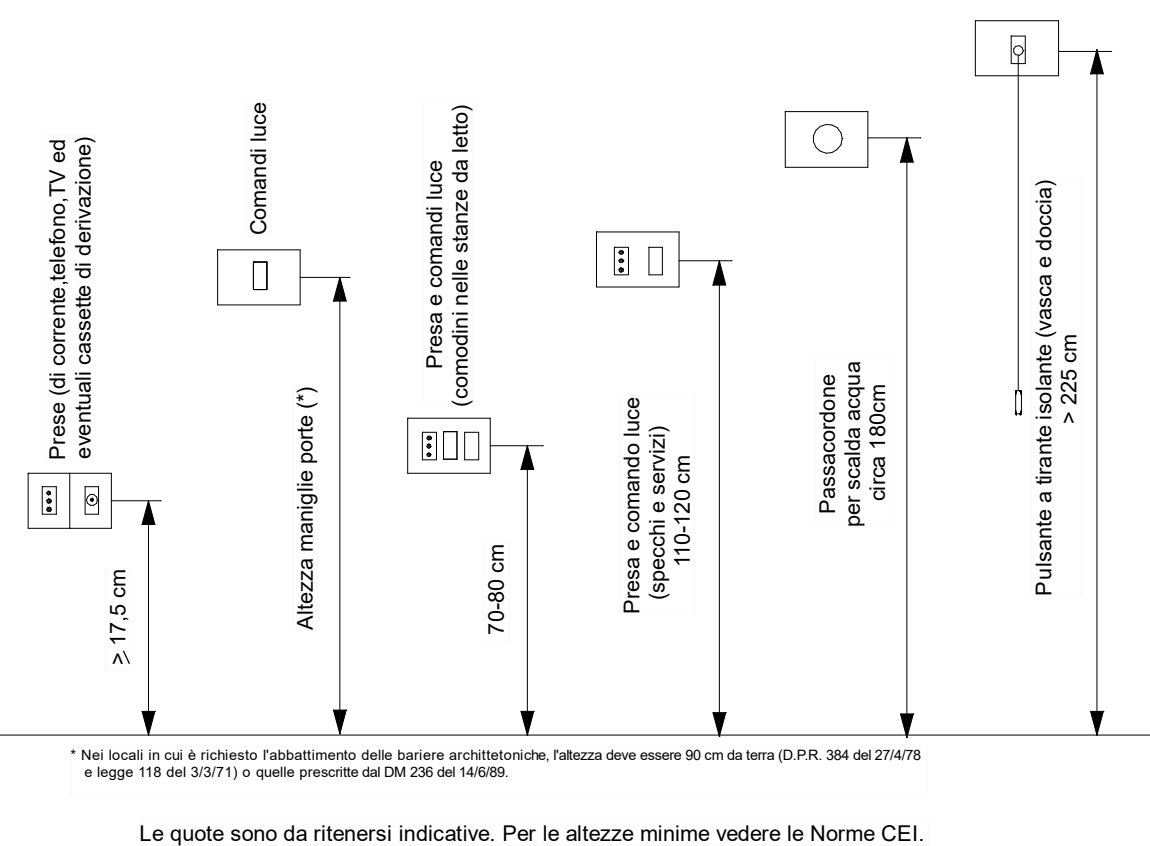 Prese (di corrente,telefono,TV ed
eventuali cassette di derivazione)
≥ 17,5 cm
Comandi luce
Altezza maniglie porte (*)
Presa e comandi luce
(comodini nelle stanze da letto)
70-80 cm
Presa e comando luce
(specchi e servizi)
110-120 cm
Passacordone
per scalda acqua
circa 180cm
Pulsante a tirante isolante (vasca e doccia)
> 225 cm
* Nei locali in cui è richiesto l'abbattimento delle bariere archittetoniche, l'altezza deve essere 90 cm da terra (D.P.R. 384 del 27/4/78
e legge 118 del 3/3/71) o quelle prescritte dal DM 236 del 14/6/89.
Le quote sono da ritenersi indicative. Per le altezze minime vedere le Norme CEI.